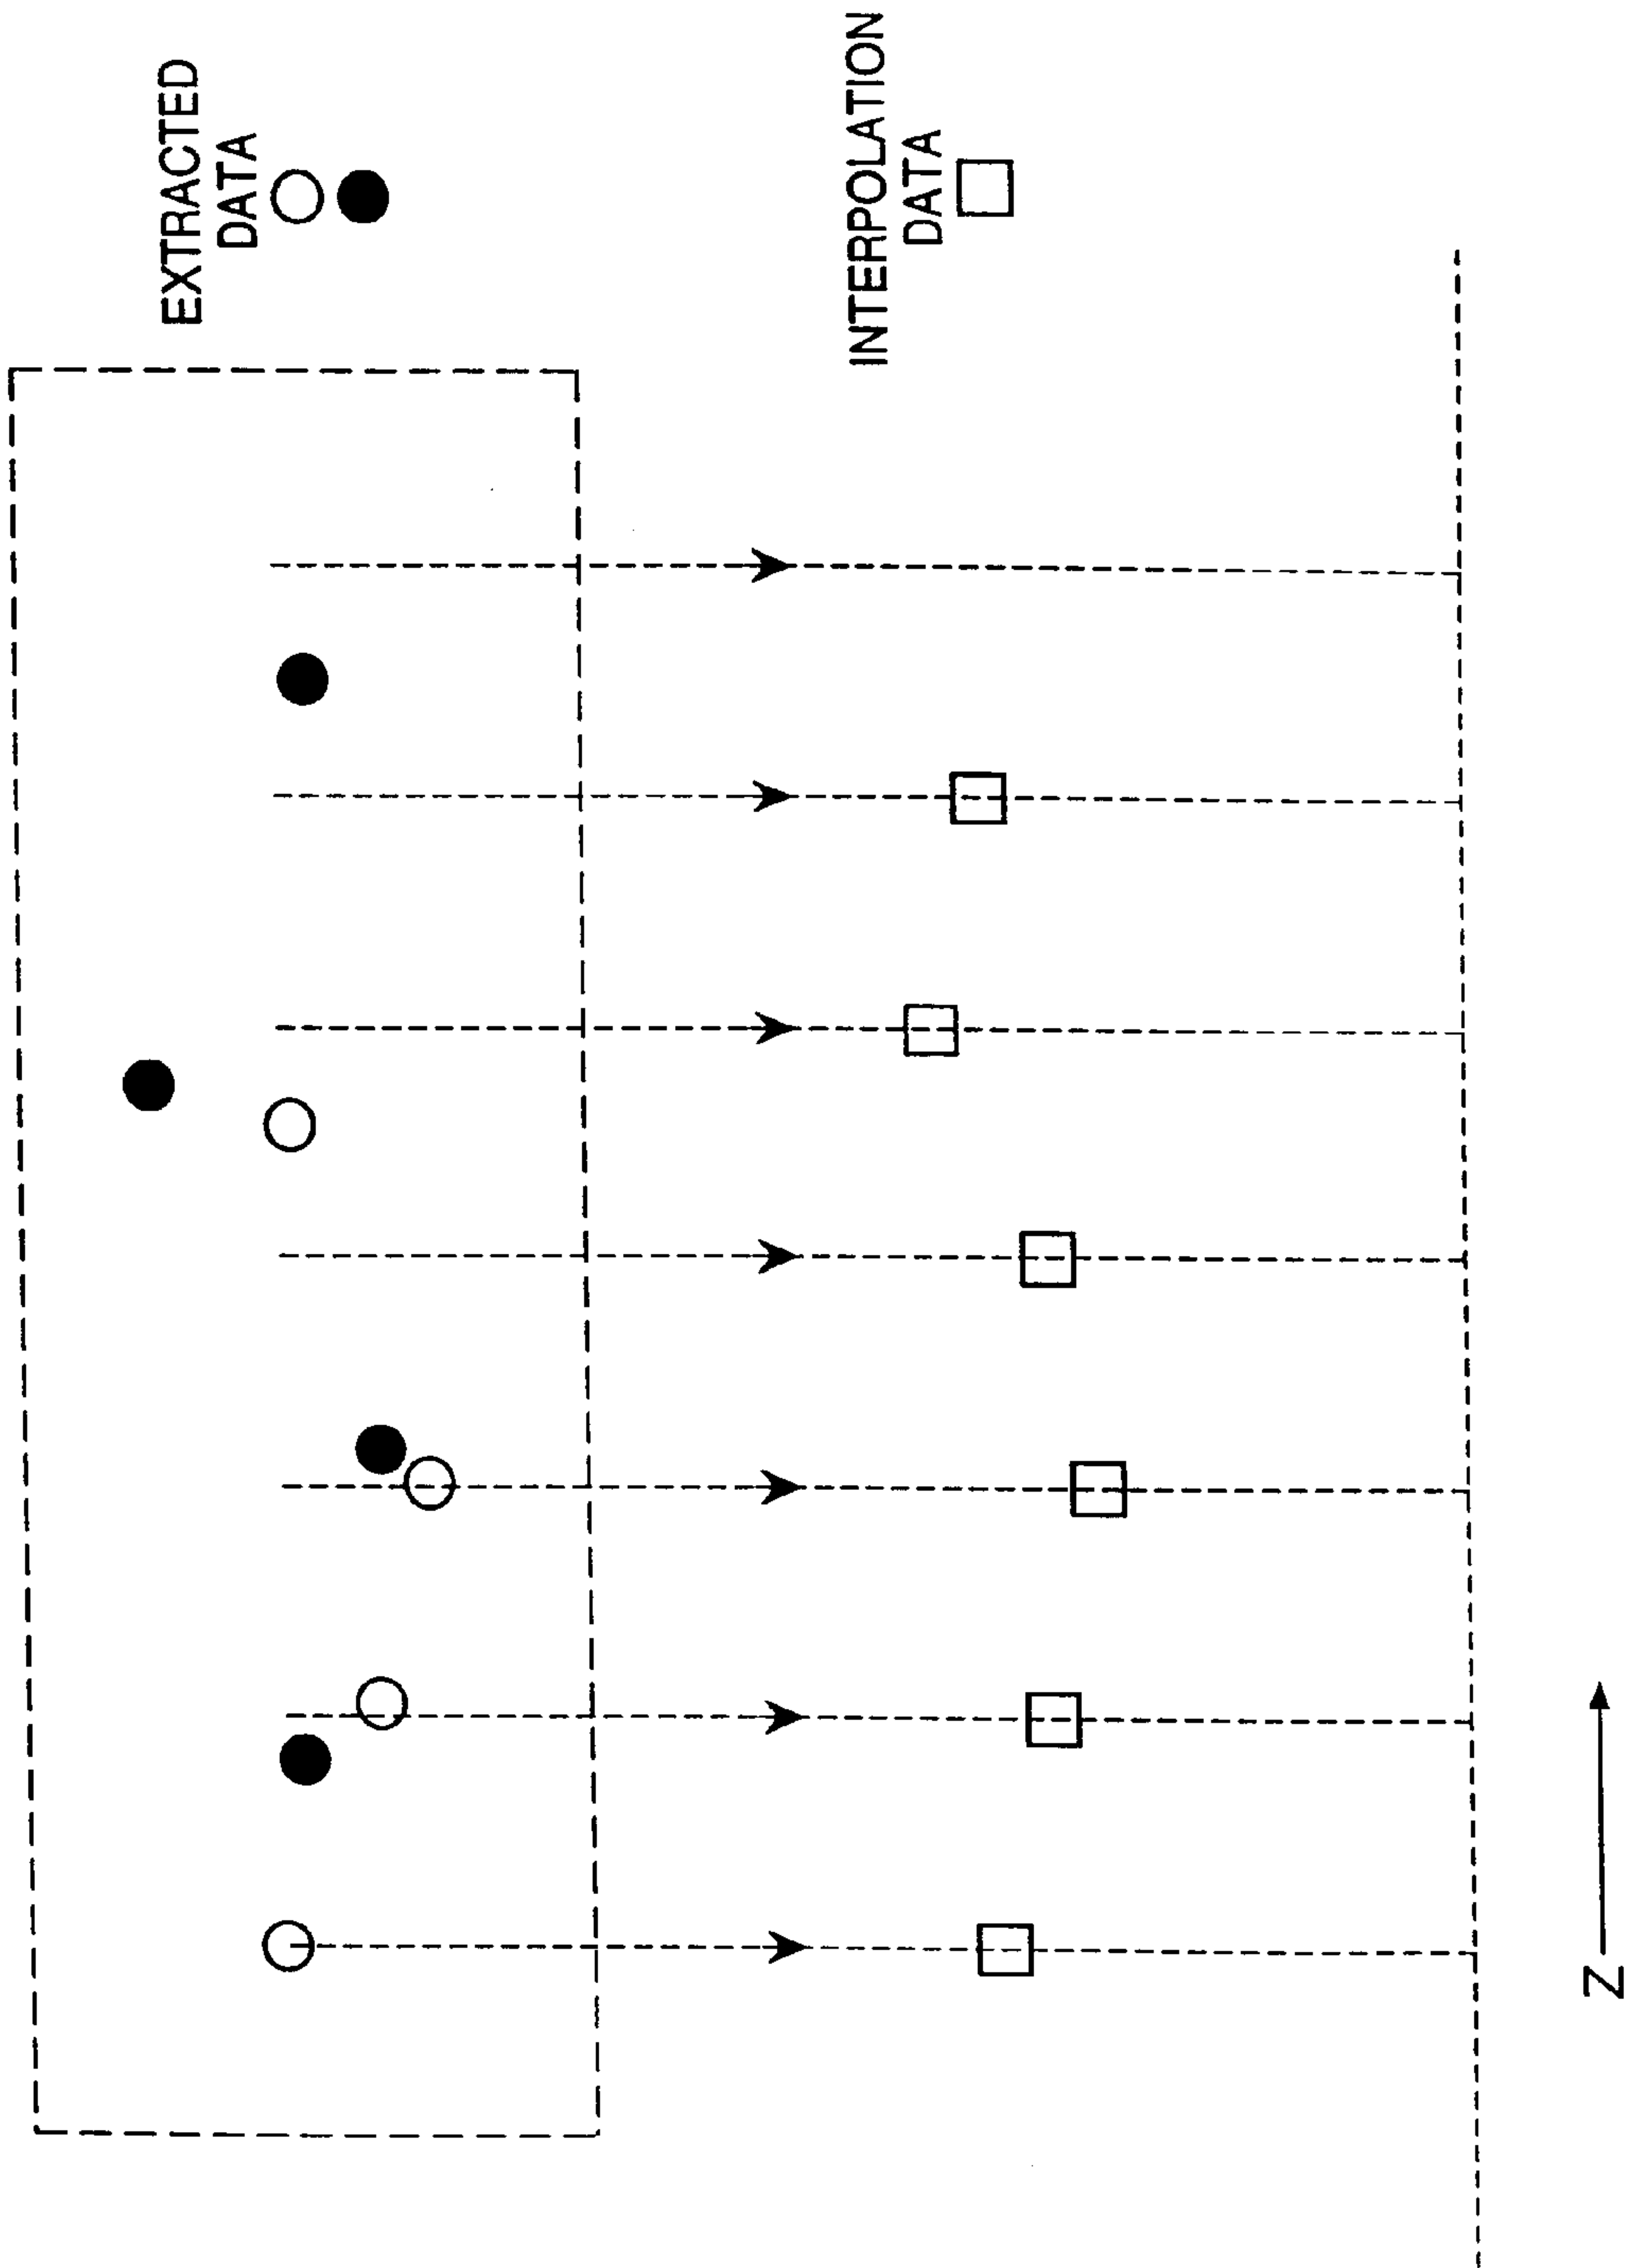 EXTRACTED
DATA
INTERPOLATION
DATA
Z